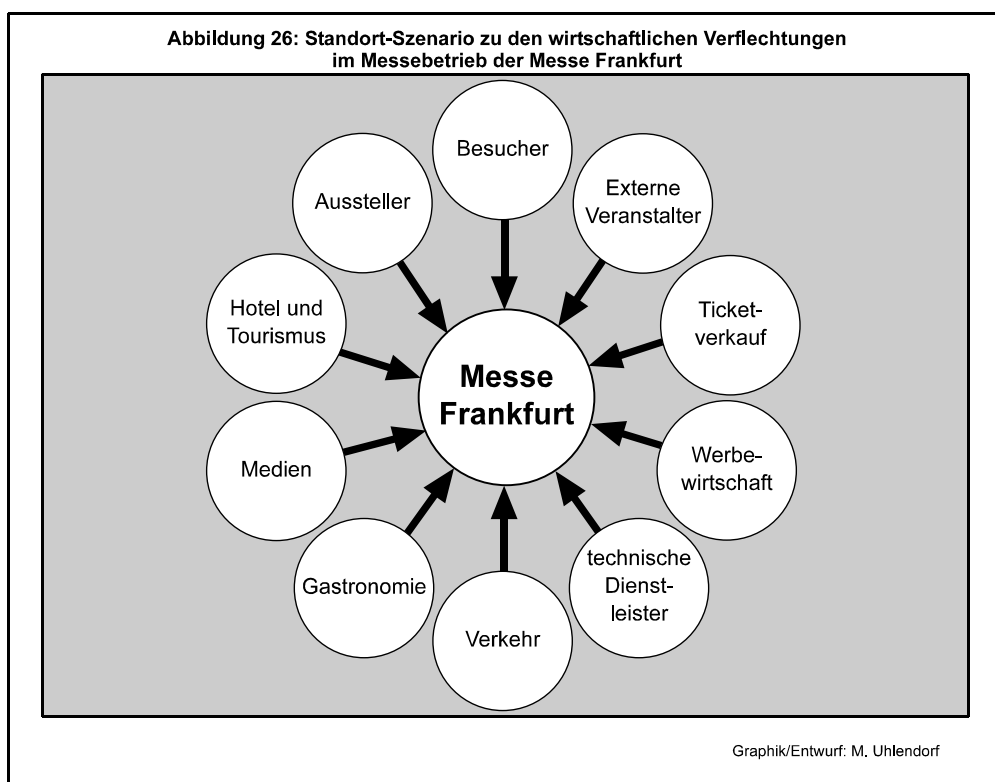 Abbildung 26: Standort-Szenario zu den wirtschaftlichen Verflechtungen
im Messebetrieb der Messe Frankfurt
Besucher
Externe
Veranstalter
Aussteller
Ticket-
verkauf
Hotel und
Tourismus
Messe
Frankfurt
Werbe-
wirtschaft
Medien
technische
Dienst-
leister
Gastronomie
Verkehr
Graphik/Entwurf: M. Uhlendorf